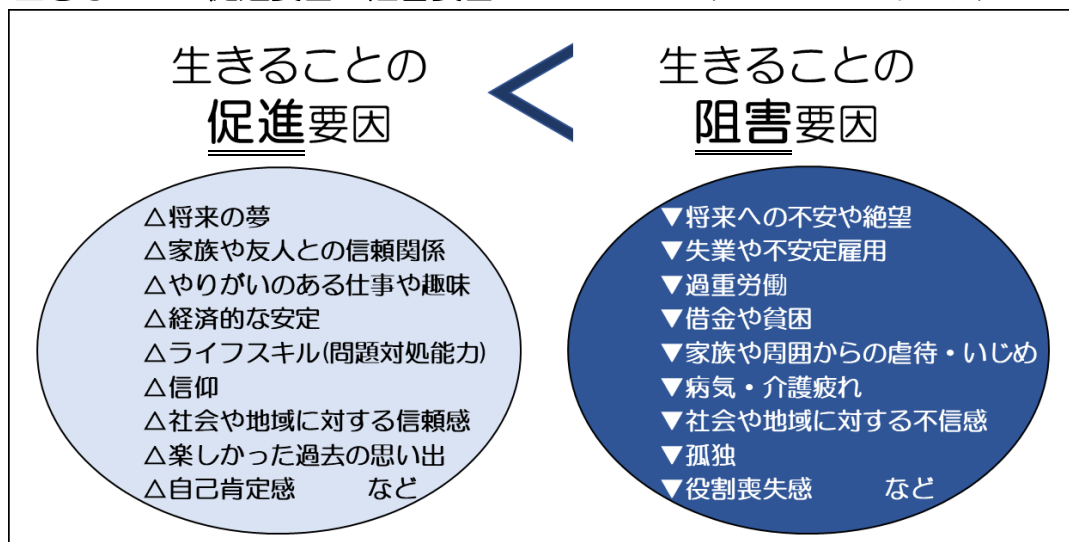 生きることの
促進要因
<
生きることの
阻害要因
△将来の夢
△家族や友人との信頼関係
△やりがいのある仕事や趣味
△経済的な安定
△ライフスキル(問題対処能力)
△信仰
△社会や地域に対する信頼感
△楽しかった過去の思い出
△自己肯定感 など
▼将来への不安や絶望
▼失業や不安定雇用
▼過重労働
▼借金や貧困
▼家族や周囲からの虐待・いじめ
▼病気・介護疲れ
▼社会や地域に対する不信感
▼孤独
▼役割喪失感 など